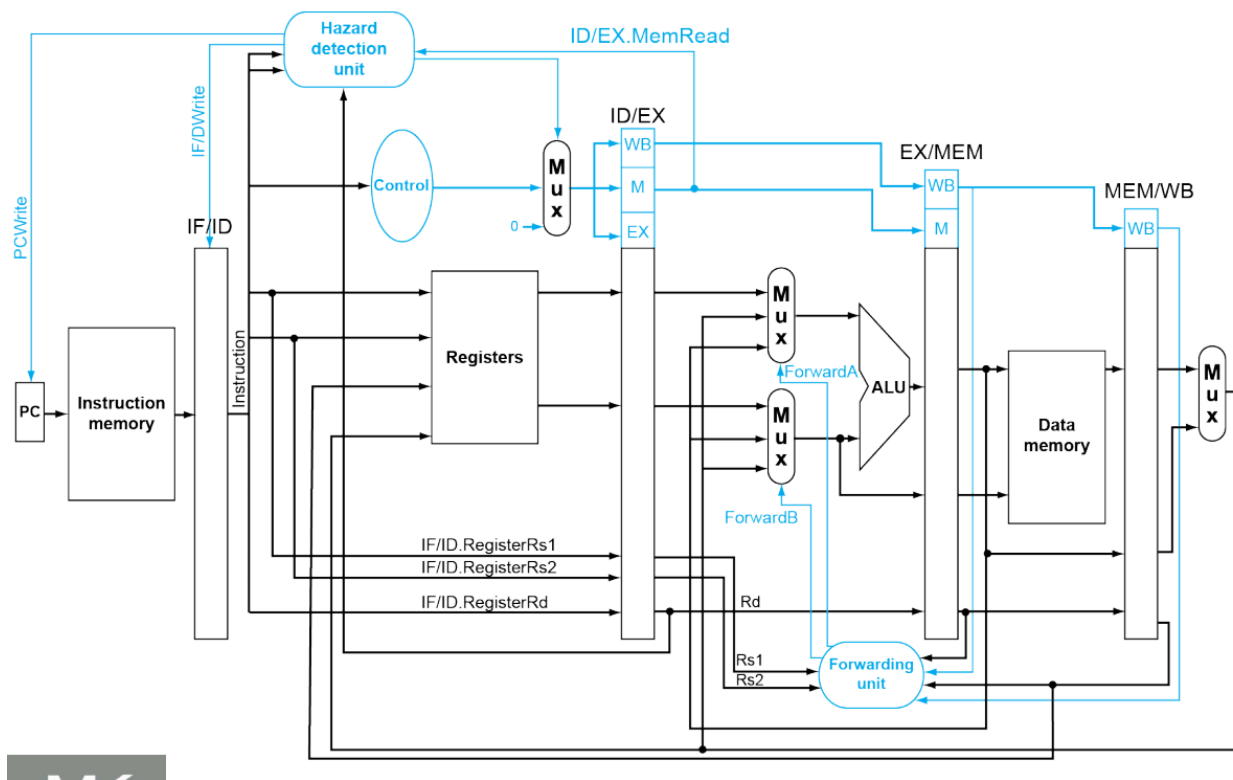 Hazard
detection
unit
ID/EX.MemRead
PCWrite
IF/DWrite
ID/EX
WB
M
EX
Control
M
u
x
0
EX/MEM
WB
M
MEM/WB
WB
IF/ID
Instruction
PC
Instruction
memory
Registers
M
u
x
ForwardA
M
u
x
ForwardB
ALU
Data
memory
M
u
x
IF/ID.RegisterRs1
IF/ID.RegisterRs2
IF/ID.RegisterRd
Rd
Rs1
Rs2
Forwarding
unit